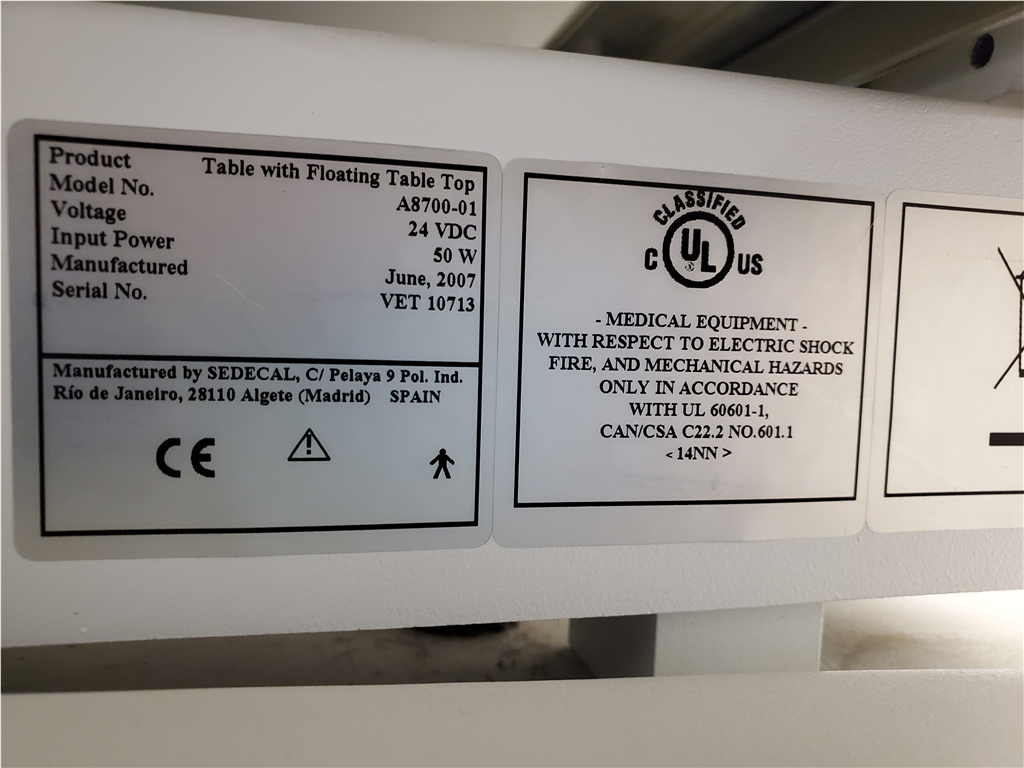 Product Table with Floating Table Top
Model No. A8700-01
Voltage 24 VDC
Input Power 50 W
Manufactured June, 2007
Serial No. VET 10713
Manufactured by SEDECAL, C/ Pelaya 9 Pol. Ind.
Río de Janeiro, 28110 Algete (Madrid) SPAIN
CE
CLASSIFIED
C UL® US
- MEDICAL EQUIPMENT -
WITH RESPECT TO ELECTRIC SHOCK
FIRE, AND MECHANICAL HAZARDS
ONLY IN ACCORDANCE
WITH UL 60601-1,
CAN/CSA C22.2 NO.601.1
< 14NN >